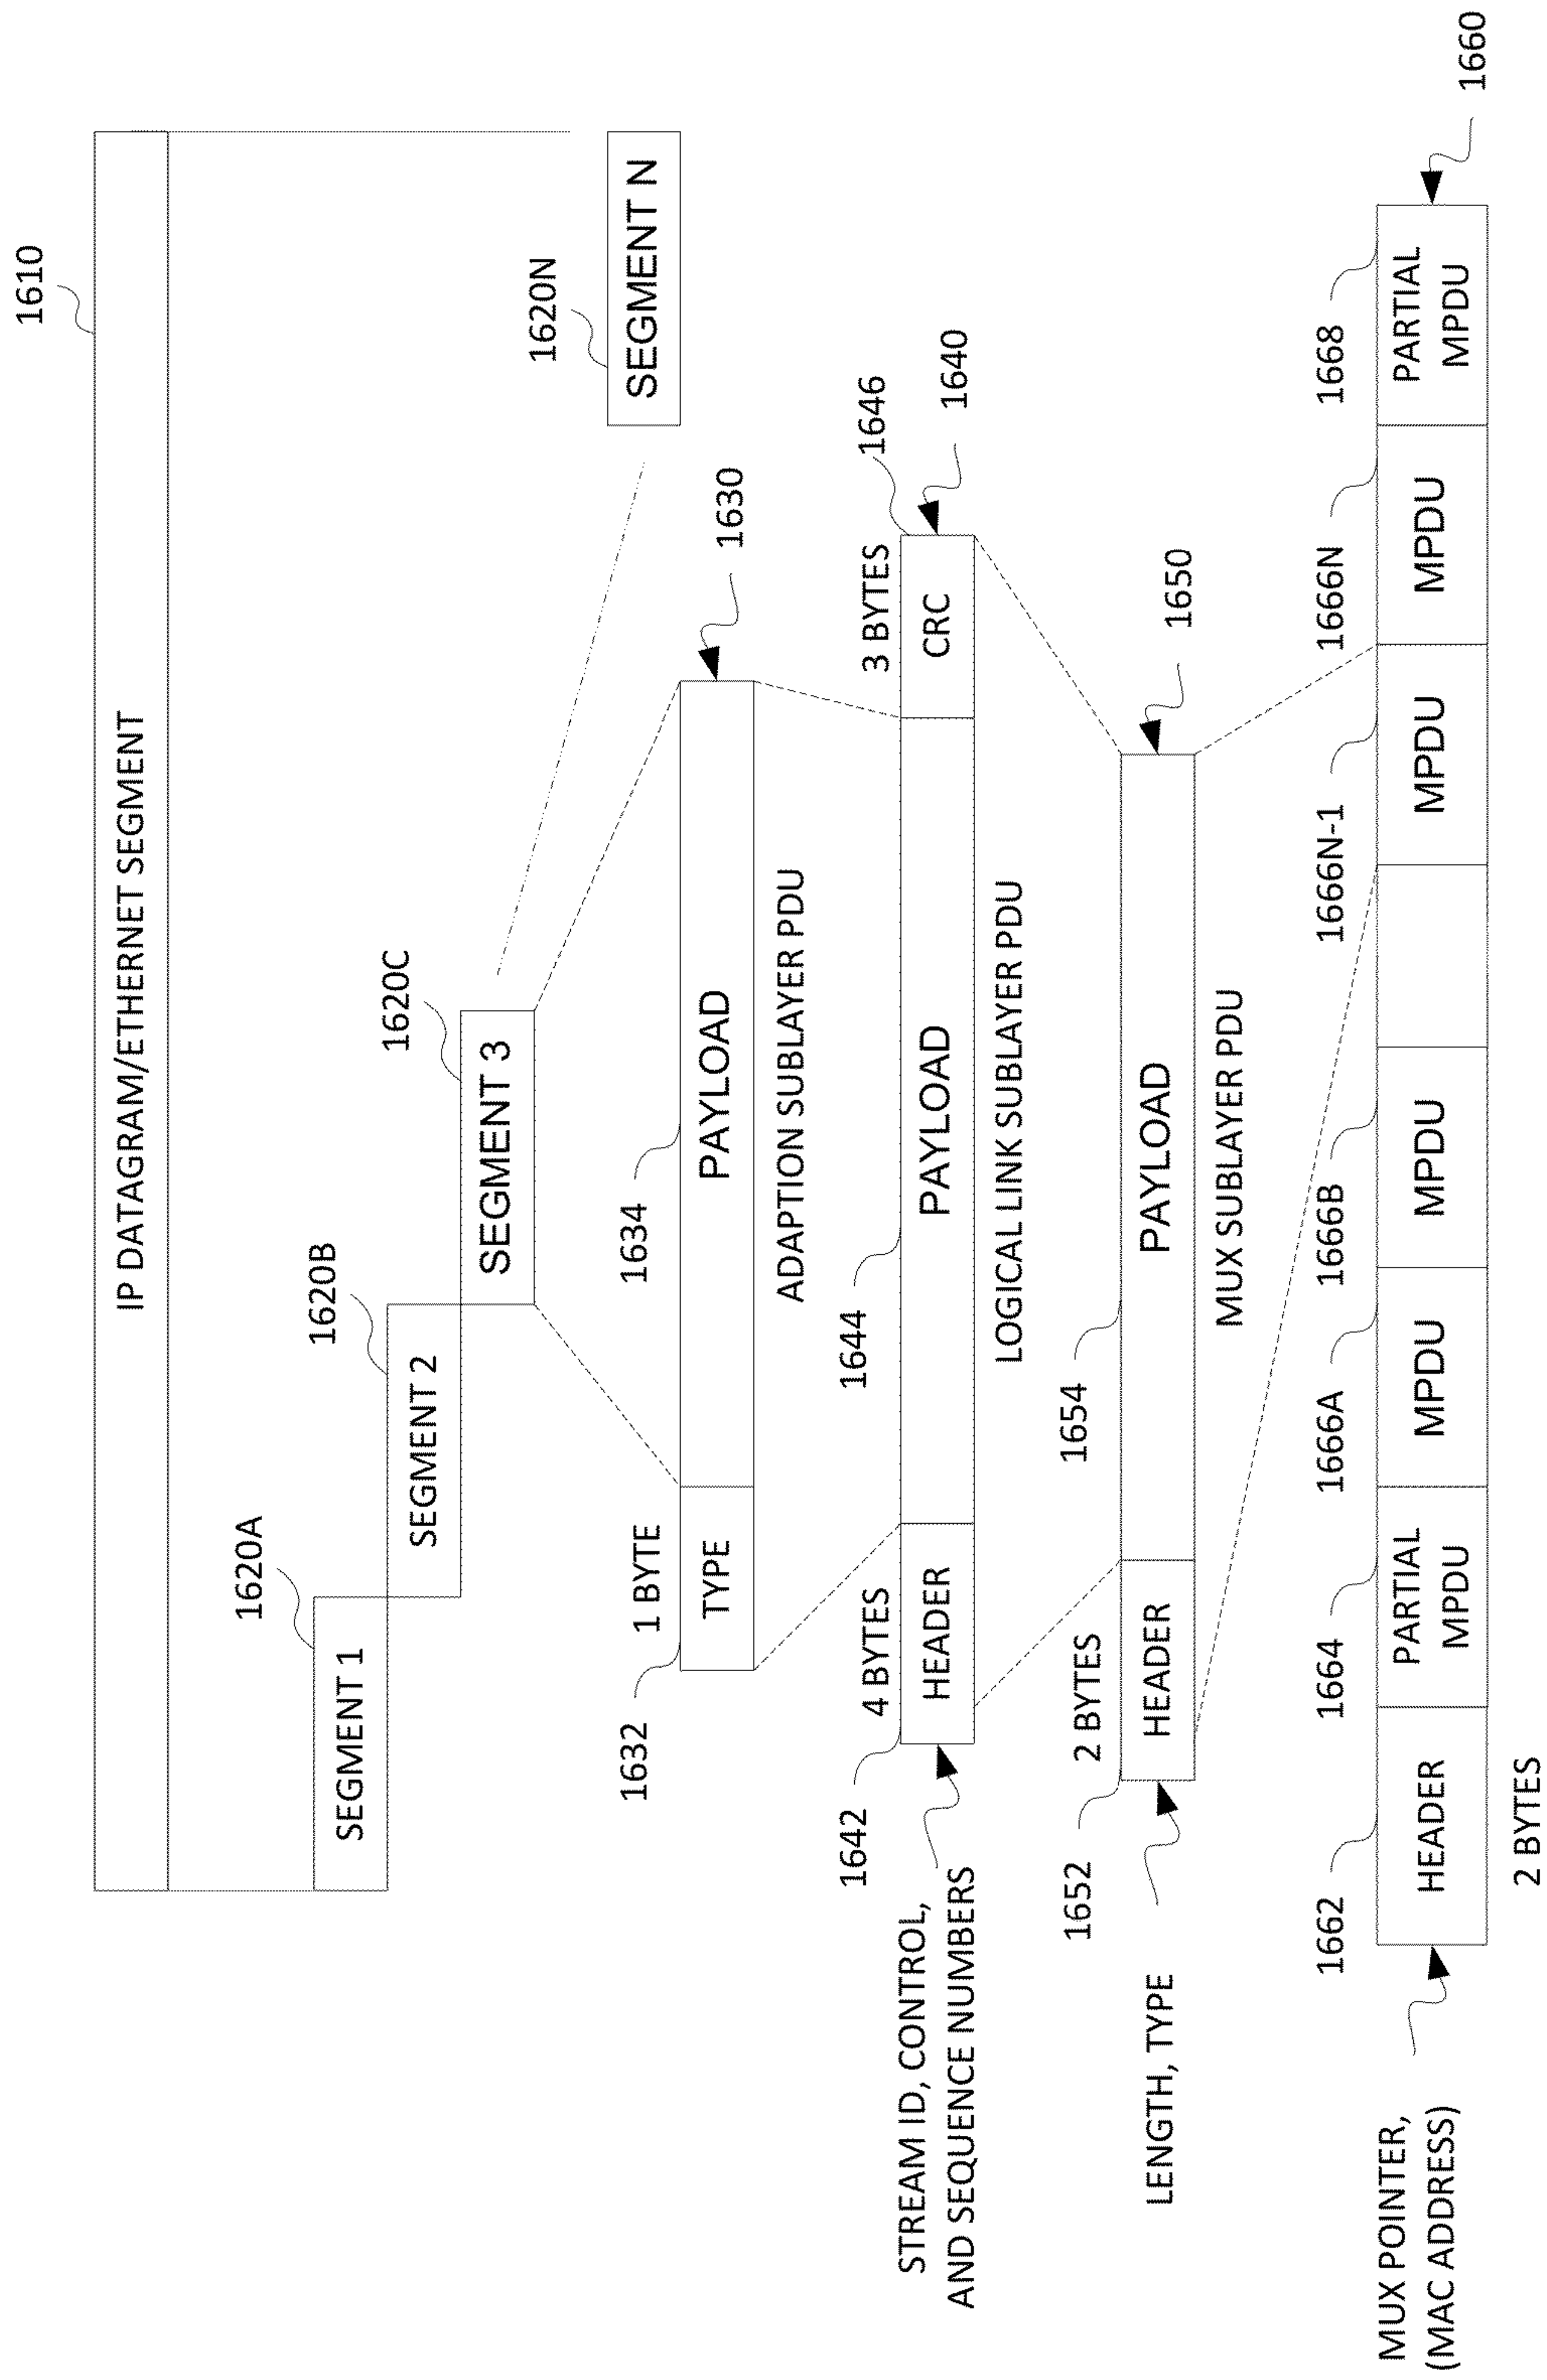 1610
IP DATAGRAM/ETHERNET SEGMENT
1620A
SEGMENT 1
1620B
SEGMENT 2
1620C
SEGMENT 3
1620N
SEGMENT N
1632
1 BYTE
1634
1630
TYPE
PAYLOAD
ADAPTION SUBLAYER PDU
1642
4 BYTES
1644
3 BYTES
1646
1640
HEADER
PAYLOAD
CRC
STREAM ID, CONTROL,
AND SEQUENCE NUMBERS
LOGICAL LINK SUBLAYER PDU
1652
2 BYTES
1654
1650
HEADER
PAYLOAD
LENGTH, TYPE
MUX SUBLAYER PDU
1662
1664
1666A
1666B
1666N-1
1666N
1668
1660
MUX POINTER,
(MAC ADDRESS)
HEADER
PARTIAL
MPDU
MPDU
MPDU
MPDU
MPDU
PARTIAL
MPDU
2 BYTES